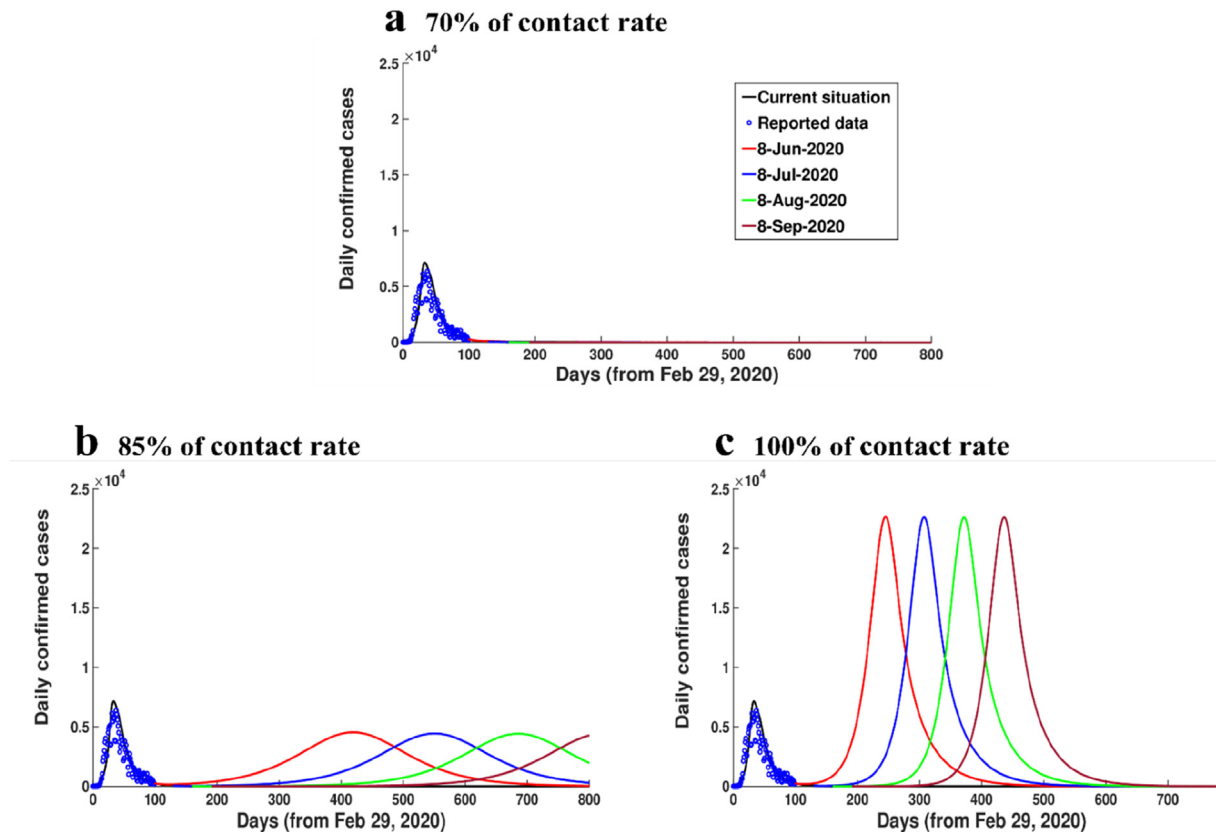 a 70% of contact rate
×10⁴
2.5
2
1.5
1
0.5
0
Daily confirmed cases
Current situation
Reported data
8-Jun-2020
8-Jul-2020
8-Aug-2020
8-Sep-2020
0 100 200 300 400 500 600 700 800
Days (from Feb 29, 2020)
b 85% of contact rate
×10⁴
2.5
2
1.5
1
0.5
0
Daily confirmed cases
0 100 200 300 400 500 600 700 800
Days (from Feb 29, 2020)
c 100% of contact rate
×10⁴
2.5
2
1.5
1
0.5
0
Daily confirmed cases
0 100 200 300 400 500 600 700
Days (from Feb 29, 2020)